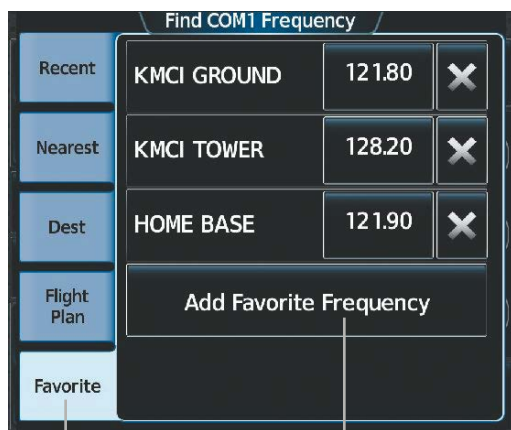 Find COM1 Frequency
Recent
KMCI GROUND 121.80
Nearest
KMCI TOWER 128.20
Dest
HOME BASE 121.90
Flight
Plan
Add Favorite Frequency
Favorite